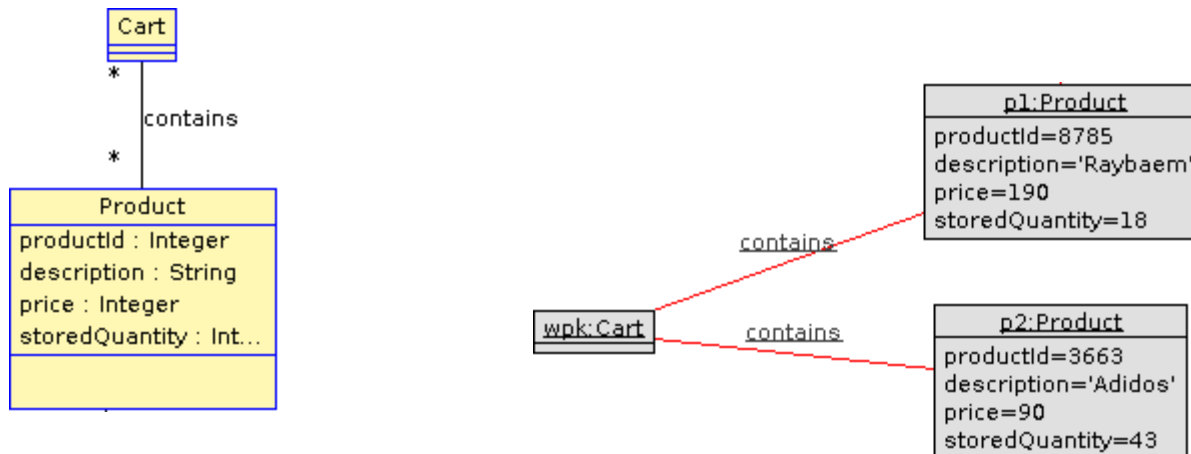 Cart
*
contains
*
Product
productId : Integer
description : String
price : Integer
storedQuantity : Int...
p1:Product
productId=8785
description='Raybaem'
price=190
storedQuantity=18
contains
wpk:Cart
contains
p2:Product
productId=3663
description='Adidos'
price=90
storedQuantity=43